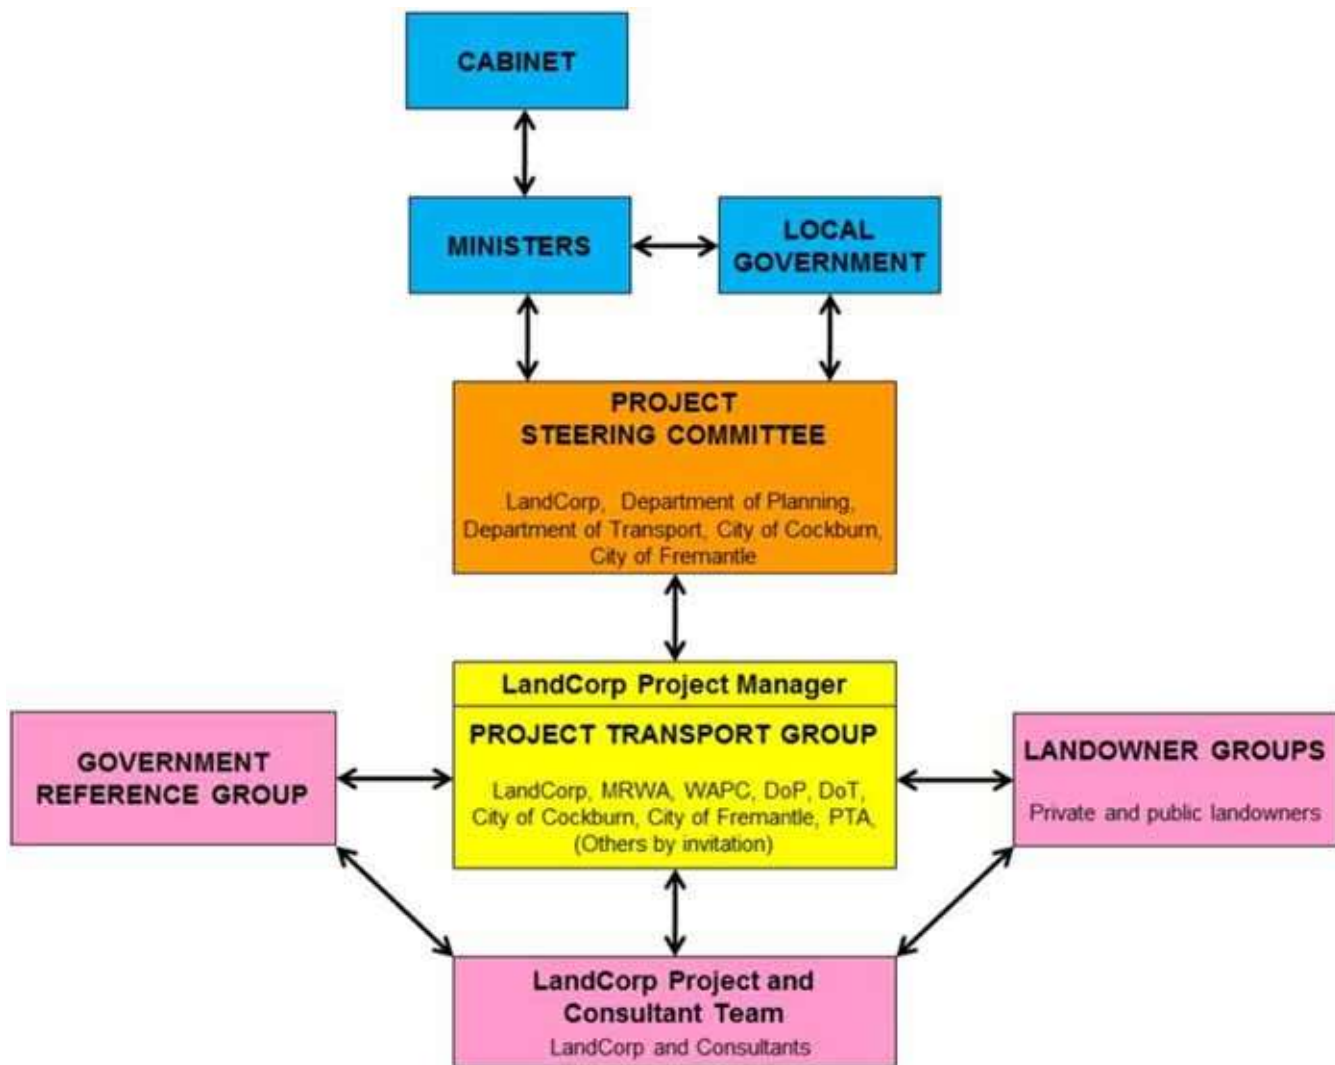 CABINET
MINISTERS
LOCAL
GOVERNMENT
PROJECT
STEERING COMMITTEE
LandCorp, Department of Planning,
Department of Transport, City of Cockburn,
City of Fremantle
LandCorp Project Manager
PROJECT TRANSPORT GROUP
LandCorp, MRWA, WAPC, DoP, DoT,
City of Cockburn, City of Fremantle, PTA,
(Others by invitation)
GOVERNMENT
REFERENCE GROUP
LANDOWNER GROUPS
Private and public landowners
LandCorp Project and
Consultant Team
LandCorp and Consultants